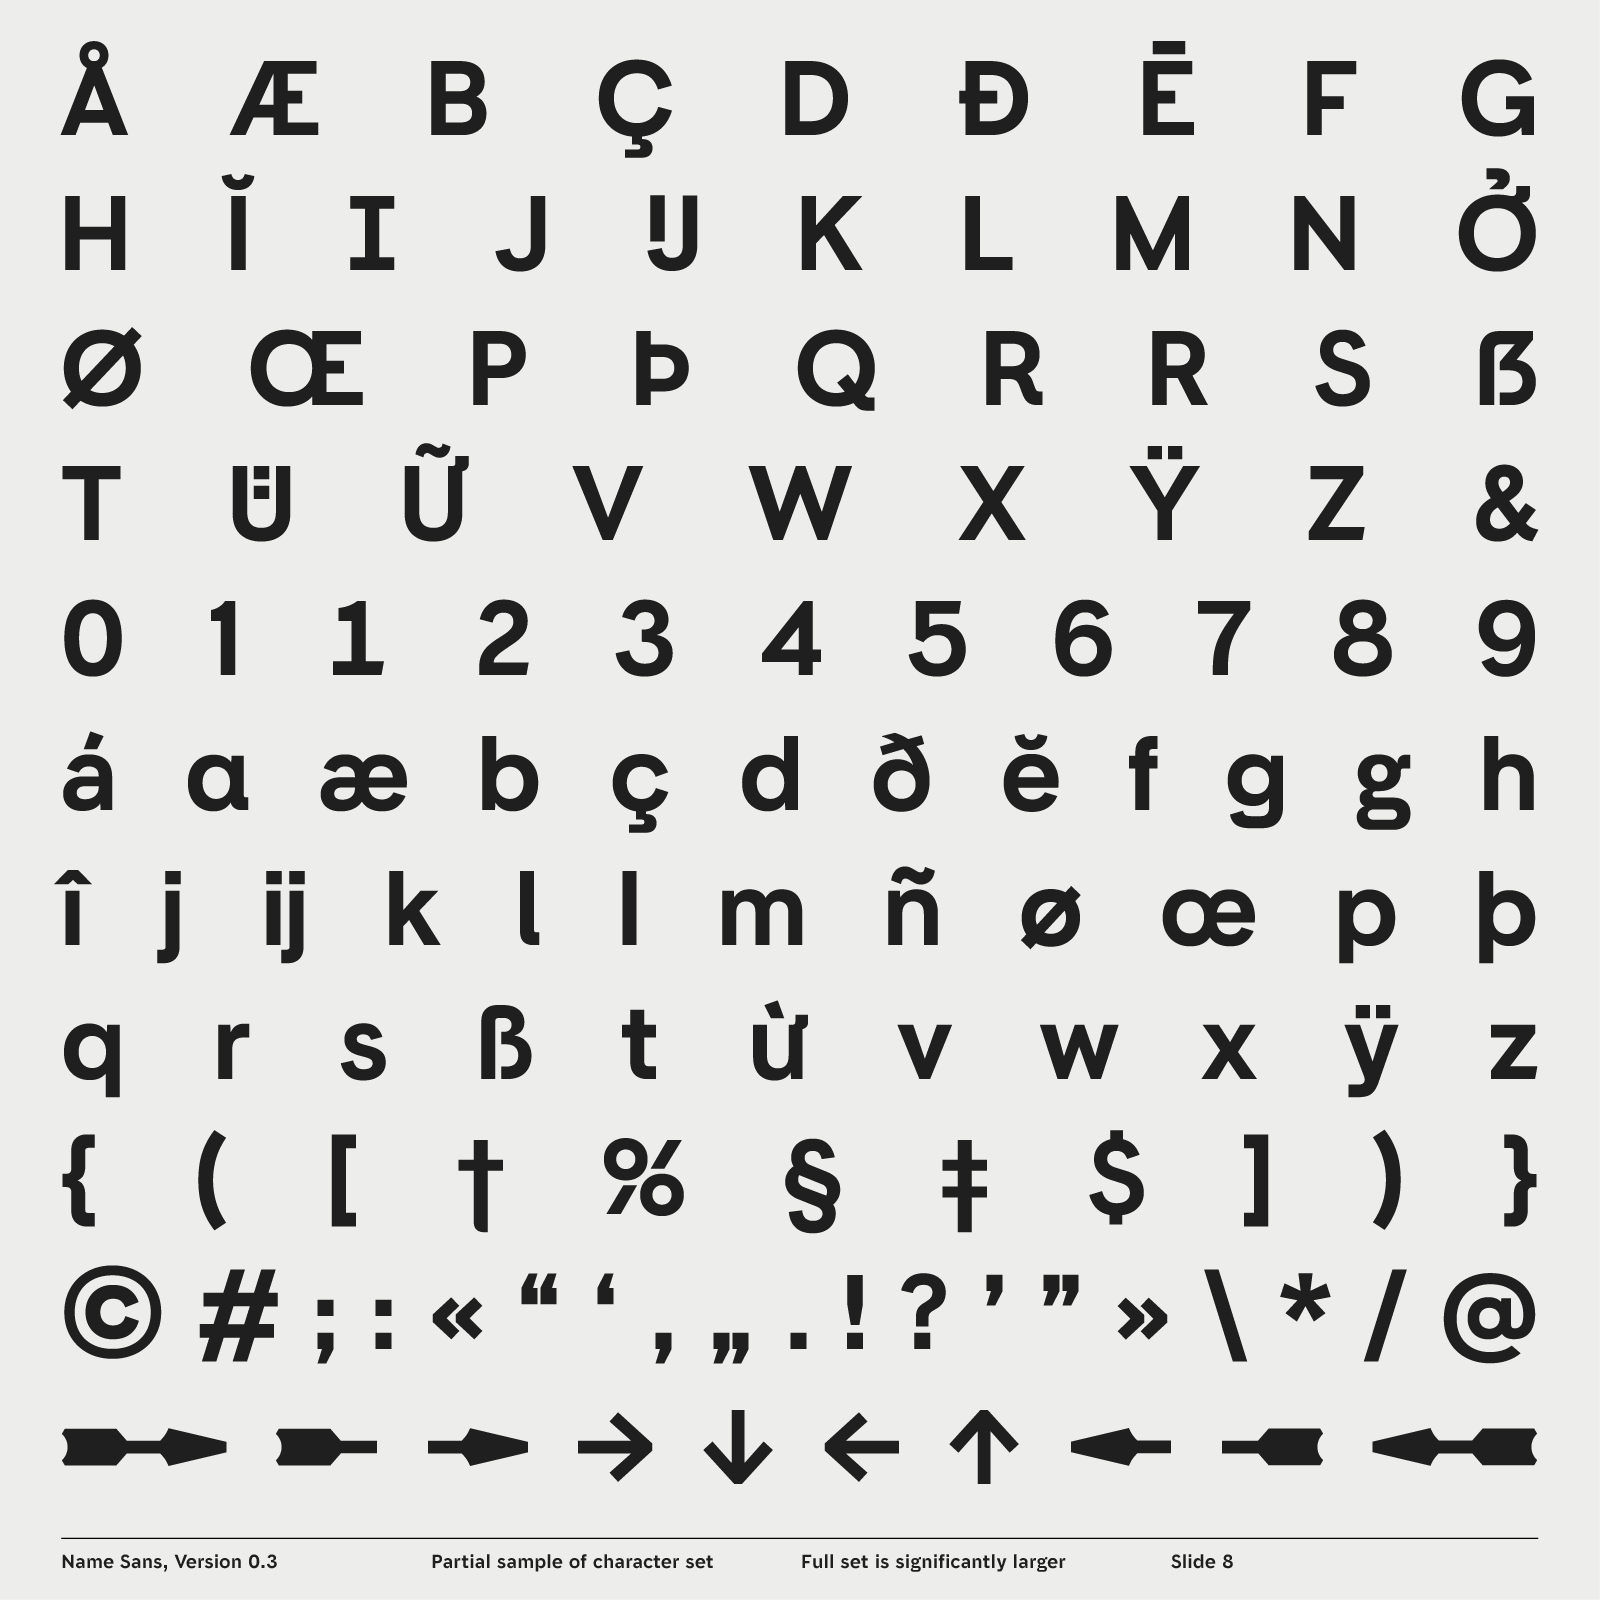 Å Æ B Ç D Đ Ē F G
H Ĭ I J IJ K L M N Ở
Ø Œ P Þ Q R R S ẞ
T Ü Ữ V W X Ÿ Z &
0 1 1 2 3 4 5 6 7 8 9
á ɑ æ b ç d ð ĕ f g g h
î j ij k l l m ñ ø œ p þ
q r s ß t ừ v w x ÿ z
{ ( [ † % § ‡ $ ] ) }
© # ; : « “ ‘ , „ . ! ? ’ ” » \ * / @
→ ↓ ← ↑
Name Sans, Version 0.3 Partial sample of character set Full set is significantly larger Slide 8